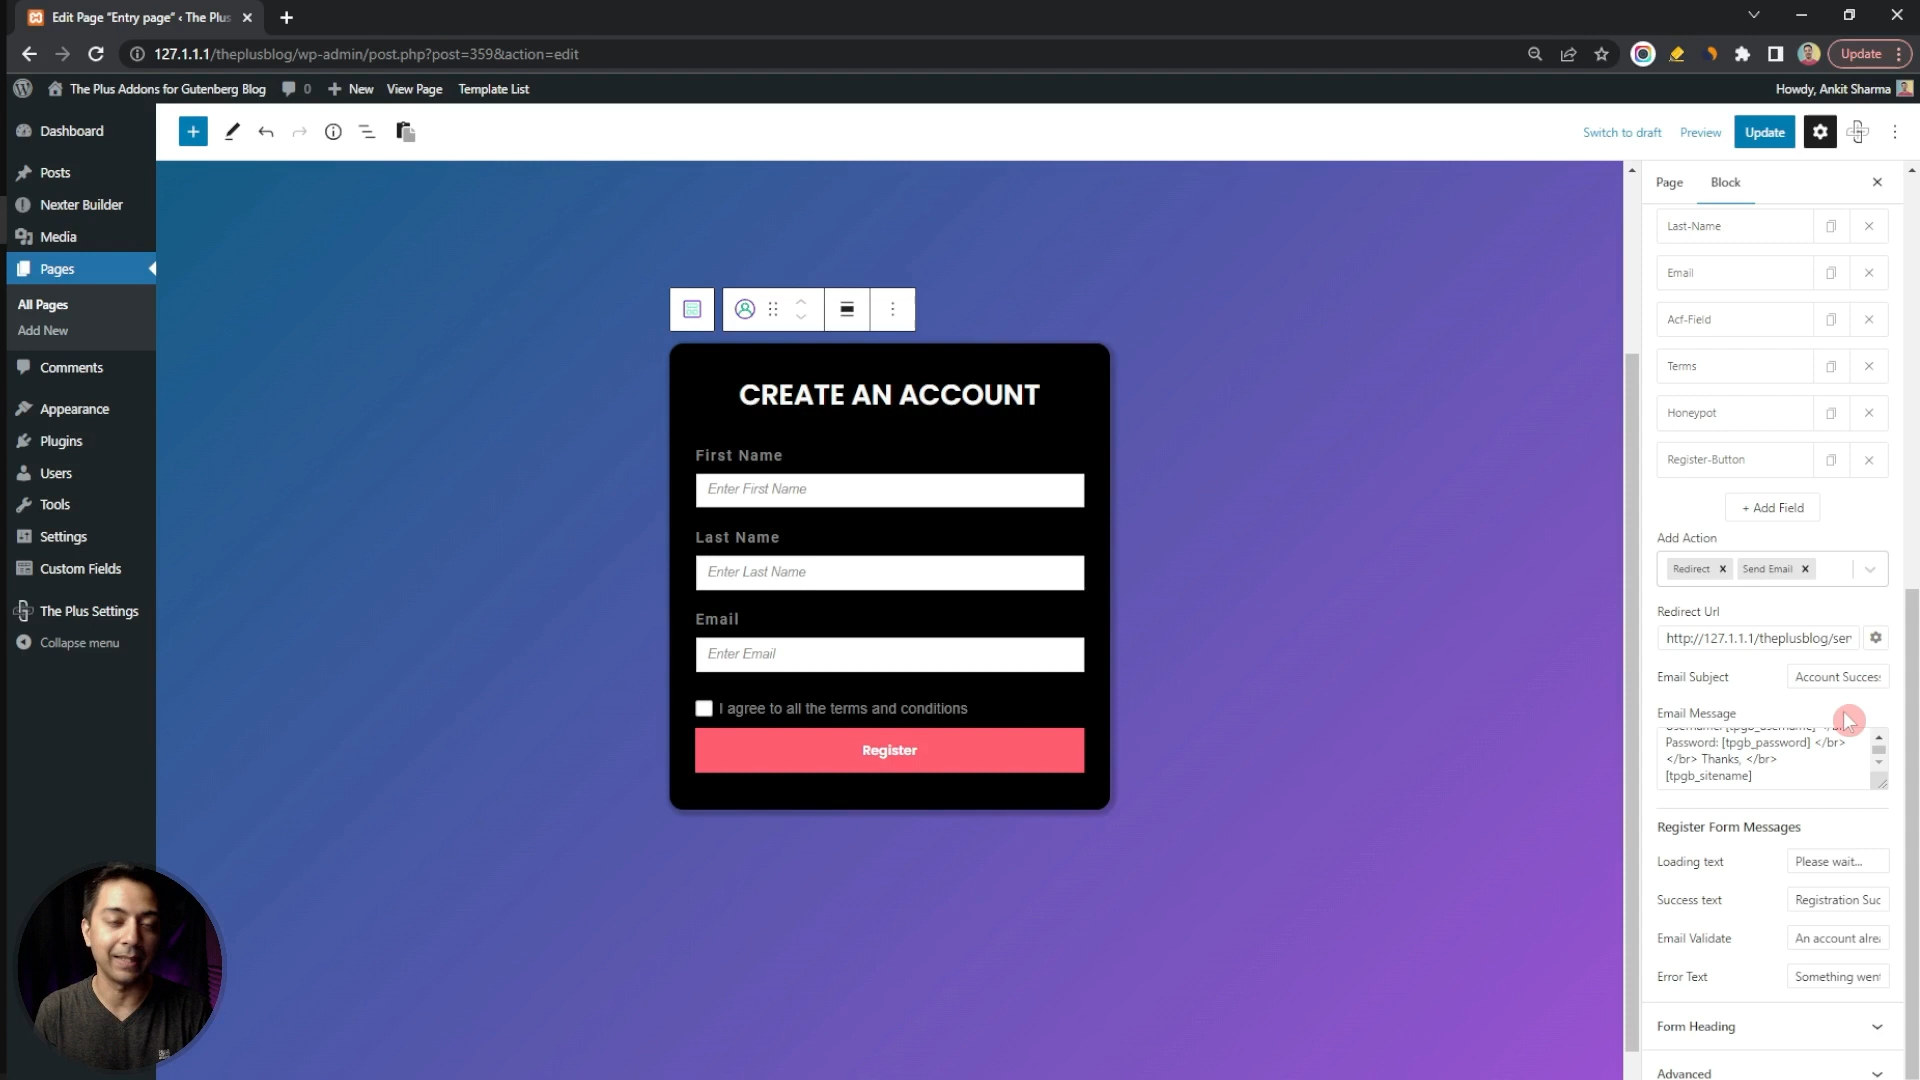 Edit Page "Entry page" ‹ The Plus
127.1.1.1/theplusblog/wp-admin/post.php?post=359&action=edit
Update
The Plus Addons for Gutenberg Blog
0
New
View Page
Template List
Howdy, Ankit Sharma
Dashboard
Posts
Nexter Builder
Media
Pages
All Pages
Add New
Comments
Appearance
Plugins
Users
Tools
Settings
Custom Fields
The Plus Settings
Collapse menu
Switch to draft
Preview
Update
CREATE AN ACCOUNT
First Name
Enter First Name
Last Name
Enter Last Name
Email
Enter Email
I agree to all the terms and conditions
Register
Page
Block
Last-Name
Email
Acf-Field
Terms
Honeypot
Register-Button
+ Add Field
Add Action
Redirect
Send Email
Redirect Url
http://127.1.1.1/theplusblog/ser
Email Subject
Account Success
Email Message
Password: [tpgb_password] </br>
</br> Thanks, </br>
[tpgb_sitename]
Register Form Messages
Loading text
Please wait...
Success text
Registration Suc
Email Validate
An account alrea
Error Text
Something went
Form Heading
Advanced